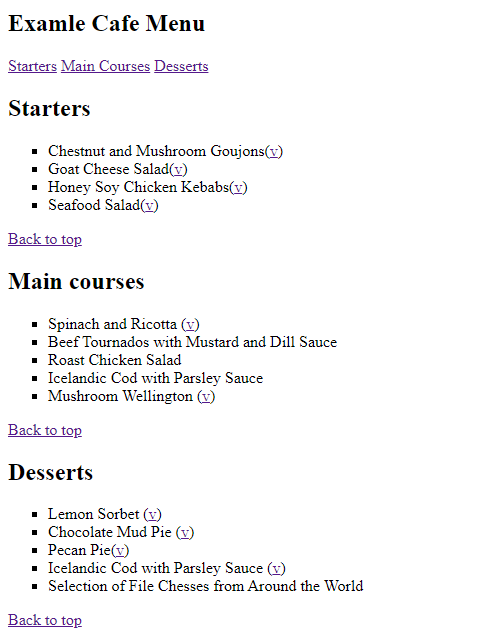 Examle Cafe Menu
Starters Main Courses Desserts
Starters
Chestnut and Mushroom Goujons(v)
Goat Cheese Salad(v)
Honey Soy Chicken Kebabs(v)
Seafood Salad(v)
Back to top
Main courses
Spinach and Ricotta (v)
Beef Tournados with Mustard and Dill Sauce
Roast Chicken Salad
Icelandic Cod with Parsley Sauce
Mushroom Wellington (v)
Back to top
Desserts
Lemon Sorbet (v)
Chocolate Mud Pie (v)
Pecan Pie(v)
Icelandic Cod with Parsley Sauce (v)
Selection of File Chesses from Around the World
Back to top